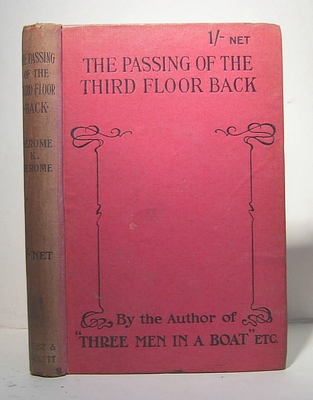 1/- NET
THE PASSING OF THE
THIRD FLOOR BACK
By the Author of
"THREE MEN IN A BOAT" ETC.
THE PASSING
OF THE
THIRD FLOOR
BACK
JEROME
K.
JEROME
NET